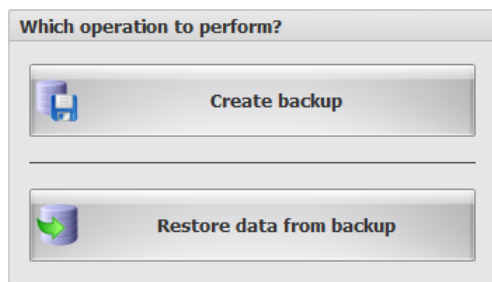 Which operation to perform?
Create backup
Restore data from backup